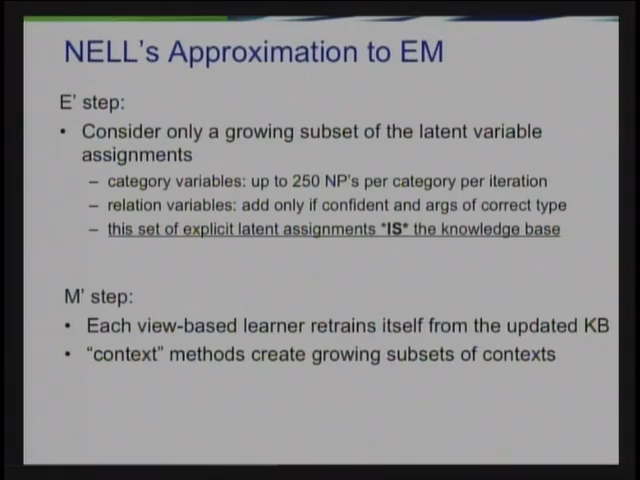 NELL's Approximation to EM
E' step:
• Consider only a growing subset of the latent variable
assignments
– category variables: up to 250 NP's per category per iteration
– relation variables: add only if confident and args of correct type
– this set of explicit latent assignments *IS* the knowledge base
M' step:
• Each view-based learner retrains itself from the updated KB
• “context” methods create growing subsets of contexts